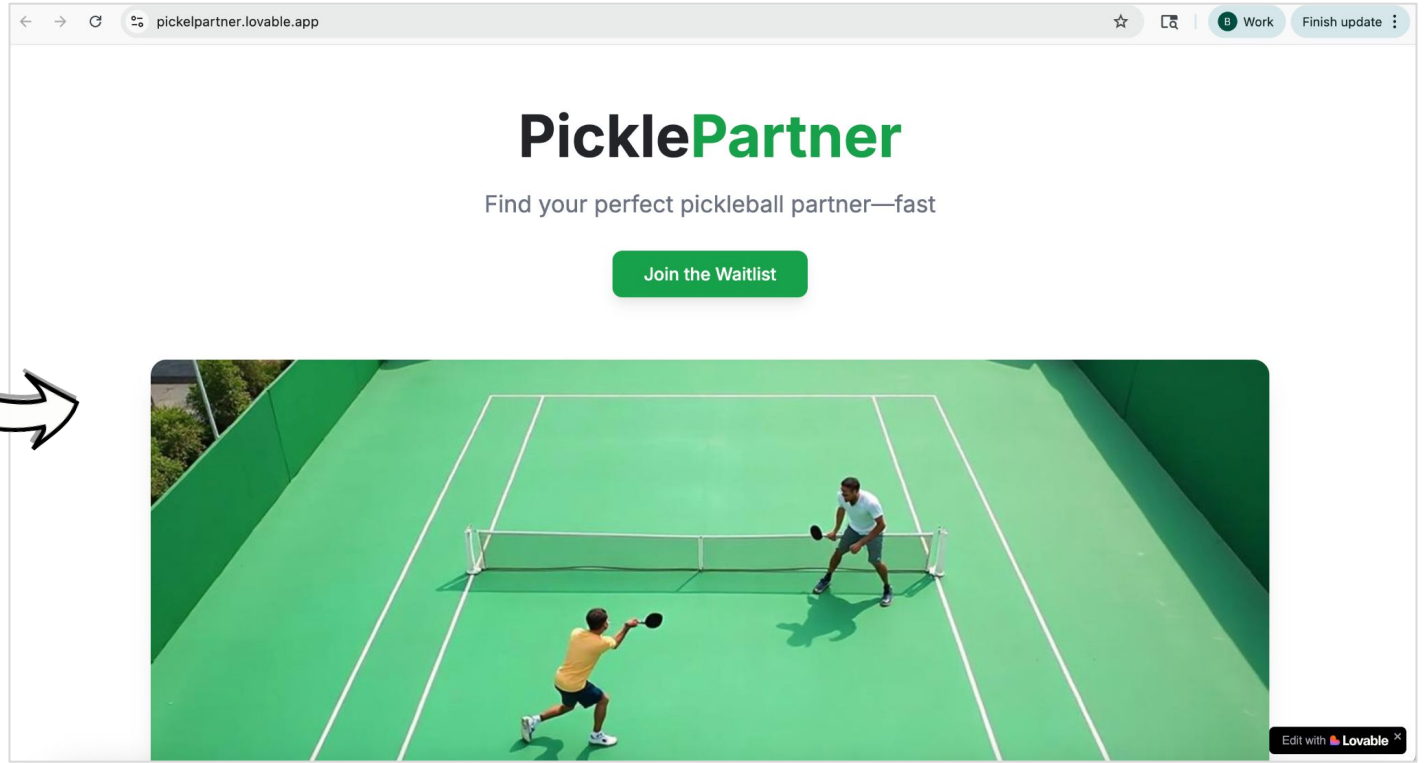 pickelpartner.lovable.app
B Work
Finish update
PicklePartner
Find your perfect pickleball partner—fast
Join the Waitlist
Edit with Lovable ×